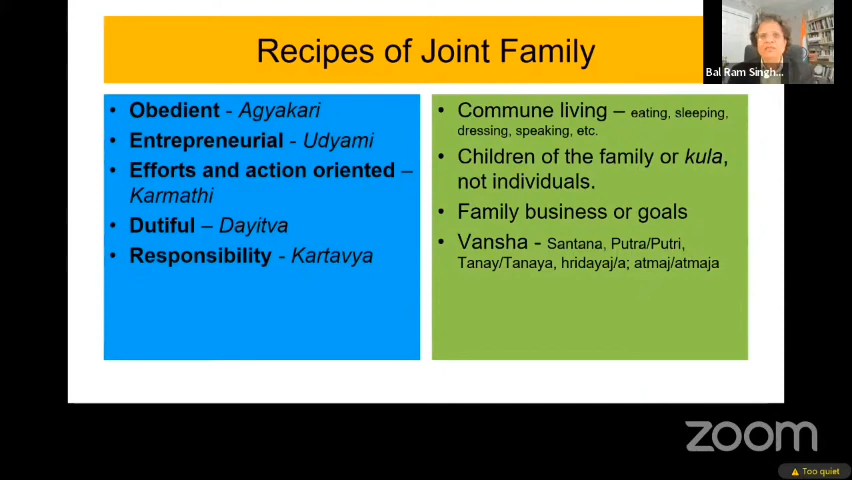 Recipes of Joint Family
Bal Ram Singh...
• Obedient - Agyakari
• Entrepreneurial - Udyami
• Efforts and action oriented –
Karmathi
• Dutiful – Dayitva
• Responsibility - Kartavya
• Commune living – eating, sleeping,
dressing, speaking, etc.
• Children of the family or kula,
not individuals.
• Family business or goals
• Vansha - Santana, Putra/Putri,
Tanay/Tanaya, hridayaj/a; atmaj/atmaja
zoom
Too quiet